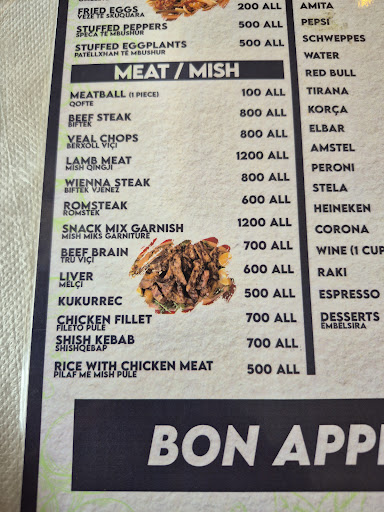 FRIED EGGS 200 ALL
VEZE TE SKUQUARA
STUFFED PEPPERS 500 ALL
SPECA TË MBUSHUR
STUFFED EGGPLANTS 500 ALL
PATELLXHAN TË MBUSHUR
MEAT / MISH
MEATBALL (1 PIECE) 100 ALL
QOFTE
BEEF STEAK 800 ALL
BIFTEK
VEAL CHOPS 800 ALL
BERXOLL VIÇI
LAMB MEAT 1200 ALL
MISH QINGJI
WIENNA STEAK 800 ALL
BIFTEK VJENEZ
ROMSTEAK 600 ALL
ROMSTEK
SNACK MIX GARNISH 1200 ALL
MISH MIKS GARNITURË
BEEF BRAIN 700 ALL
TRU VIÇI
LIVER 600 ALL
MELÇI
KUKURREC 500 ALL
CHICKEN FILLET 700 ALL
FILETO PULE
SHISH KEBAB 700 ALL
SHISHQEBAP
RICE WITH CHICKEN MEAT 500 ALL
PILAF ME MISH PULE
AMITA
PEPSI
SCHWEPPES
WATER
RED BULL
TIRANA
KORÇA
ELBAR
AMSTEL
PERONI
STELA
HEINEKEN
CORONA
WINE (1 CUP
RAKI
ESPRESSO
DESSERTS
EMBËLSIRA
BON APP